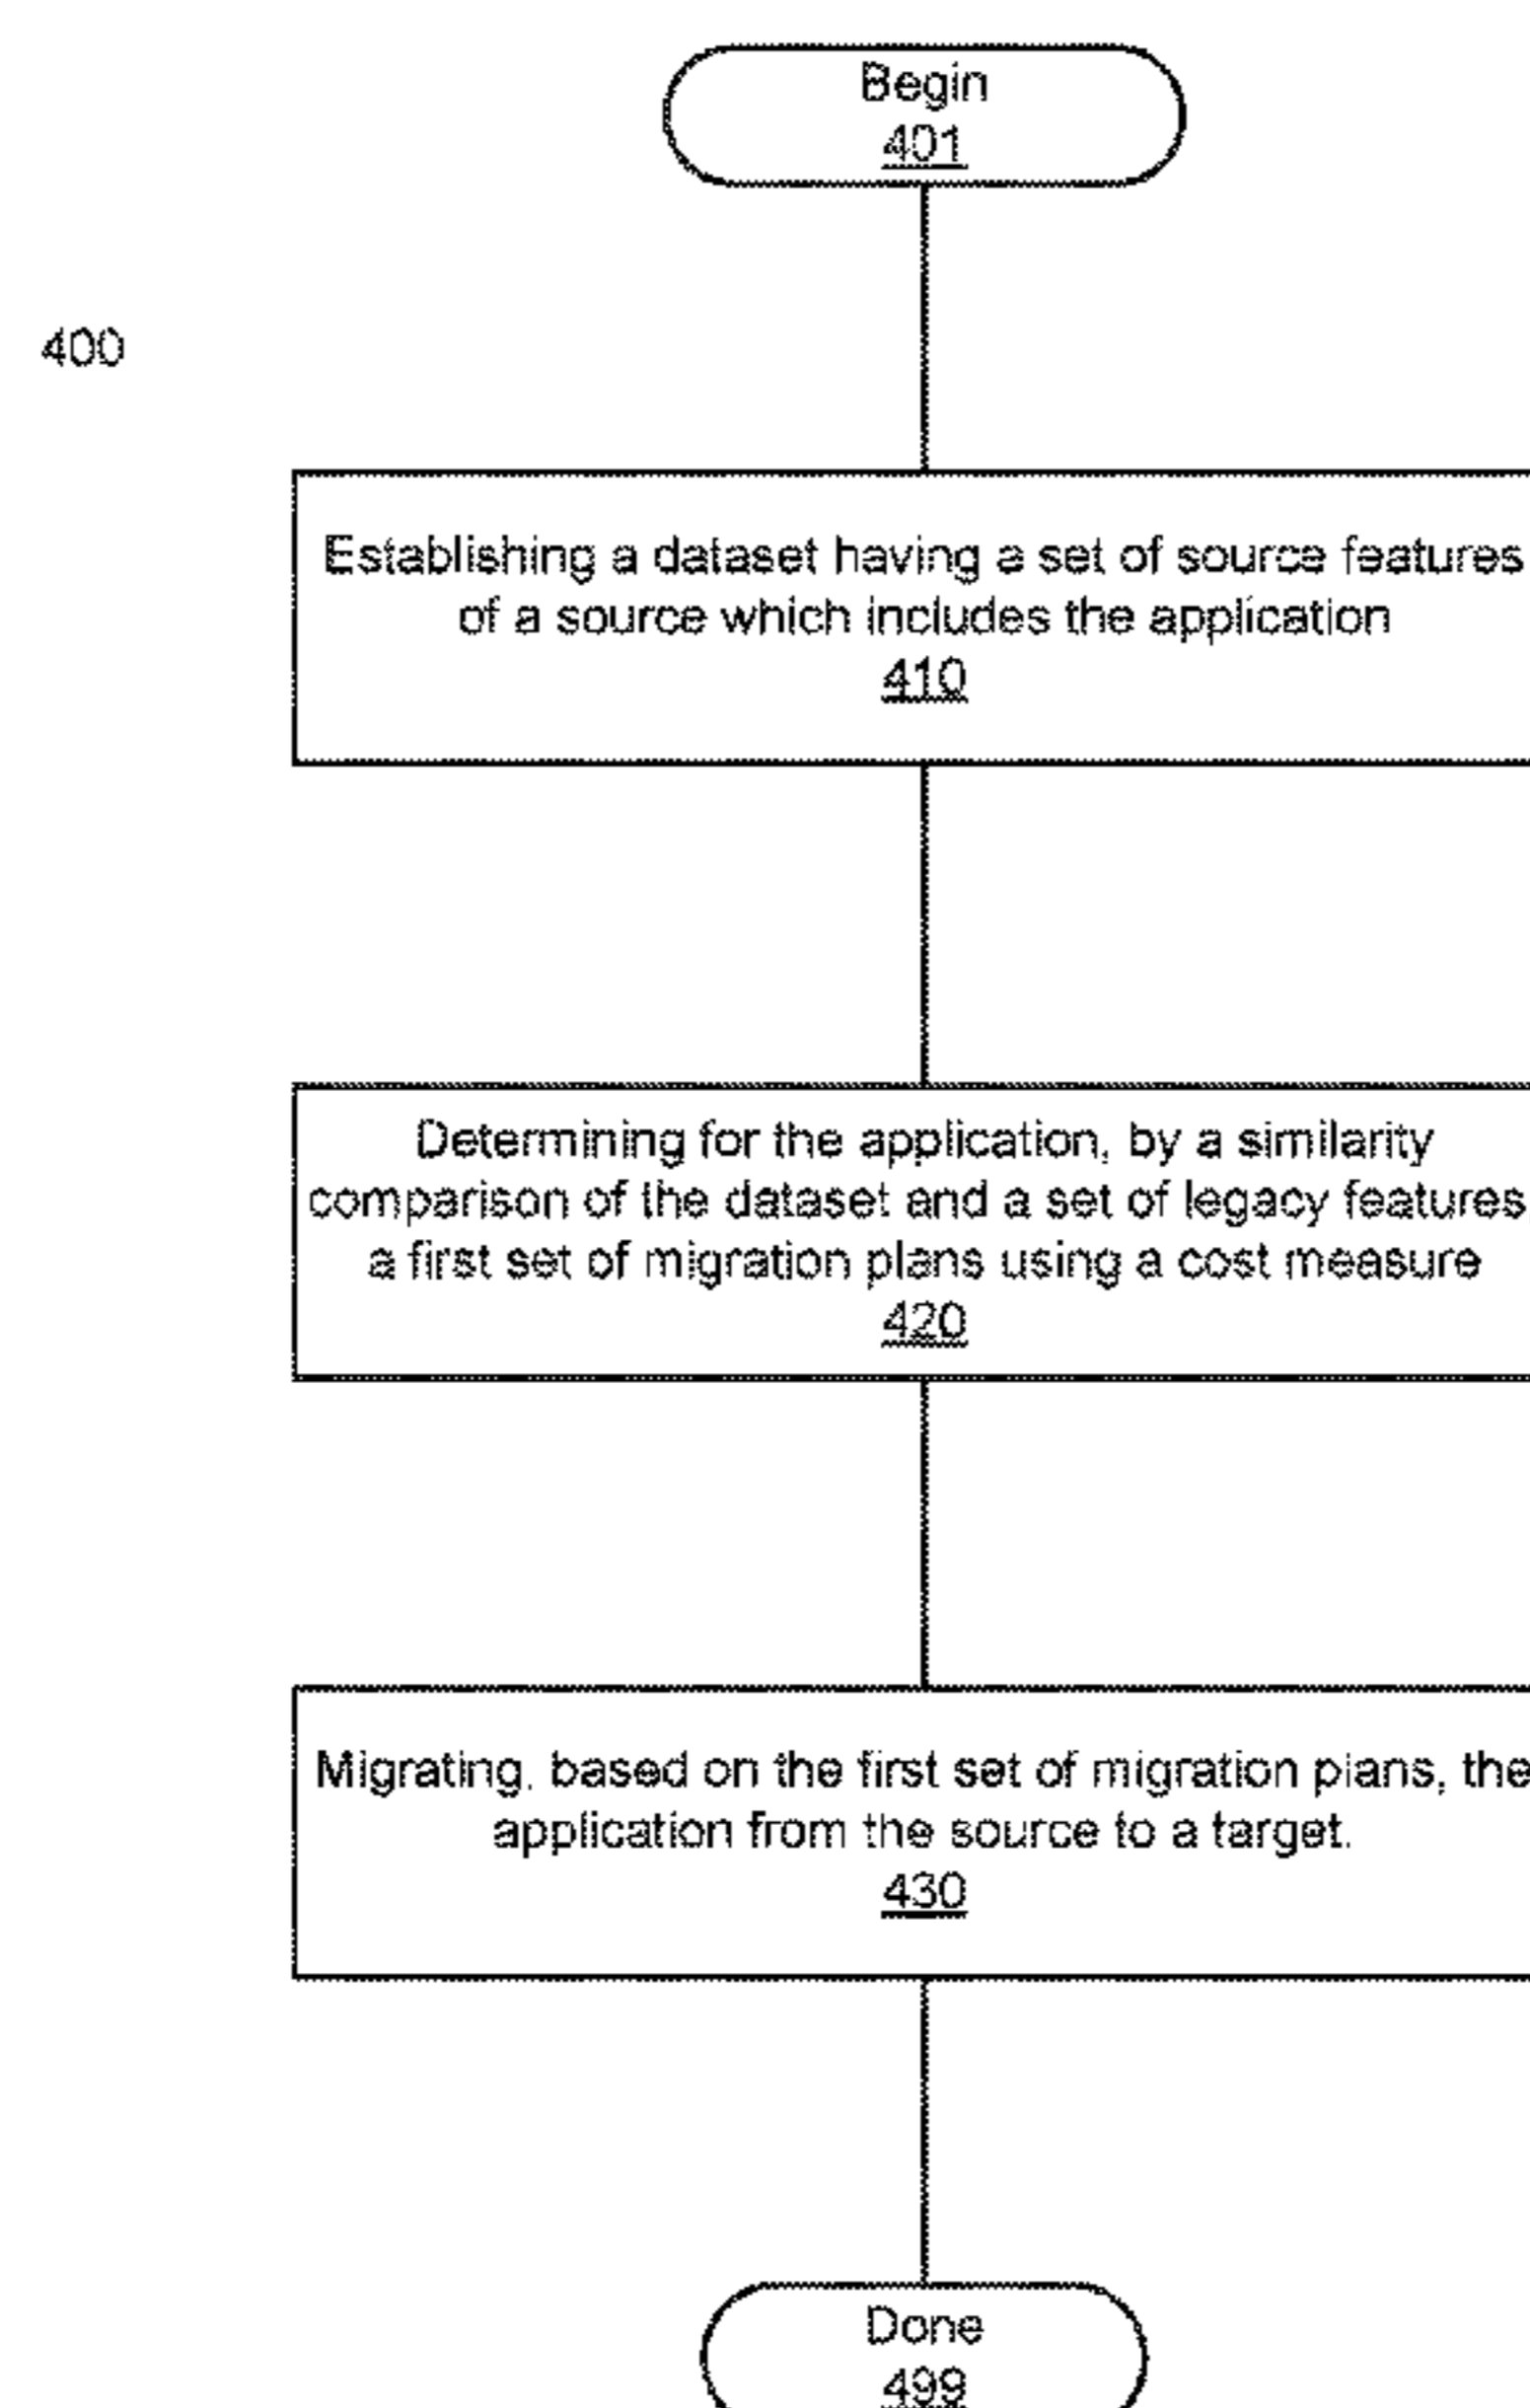 Begin
401
400
Establishing a dataset having a set of source features
of a source which includes the application
410
Determining for the application, by a similarity
comparison of the dataset and a set of legacy features
a first set of migration plans using a cost measure
420
Migrating, based on the first set of migration plans, the
application from the source to a target.
430
Done
499